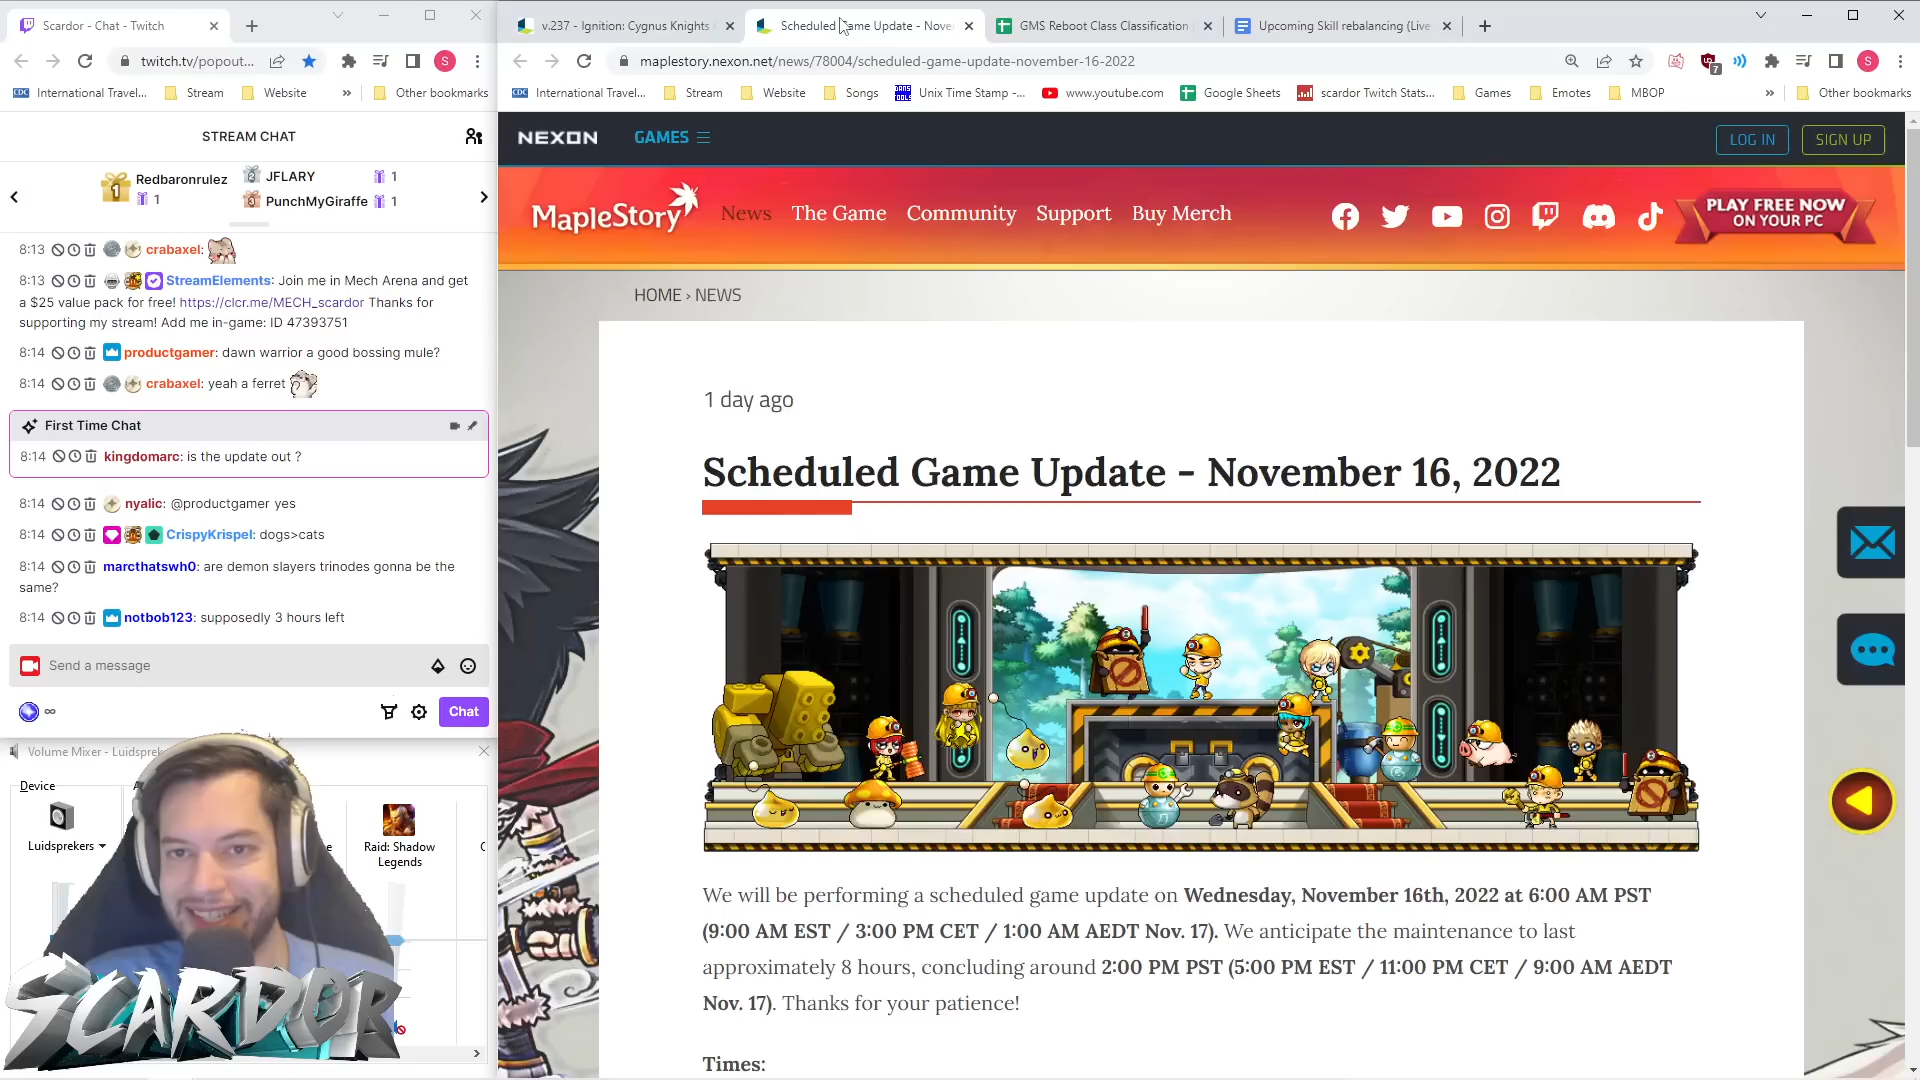 Scardor - Chat - Twitch
twitch.tv/popout...
International Travel...
Stream
Website
Other bookmarks
STREAM CHAT
1
Redbaronrulez
1
2
JFLARY
1
3
PunchMyGiraffe
1
8:13 crabaxel:
8:13 StreamElements: Join me in Mech Arena and get
a $25 value pack for free! https://clcr.me/MECH_scardor Thanks for
supporting my stream! Add me in-game: ID 47393751
8:14 productgamer: dawn warrior a good bossing mule?
8:14 crabaxel: yeah a ferret
First Time Chat
8:14 kingdomarc: is the update out ?
8:14 nyalic: @productgamer yes
8:14 CrispyKrispel: dogs>cats
8:14 marcthatswh0: are demon slayers trinodes gonna be the
same?
8:14 notbob123: supposedly 3 hours left
Send a message
∞
Chat
Volume Mixer - Luidspreke
Device
Luidsprekers
Raid: Shadow
Legends
SCARDOR
v.237 - Ignition: Cygnus Knights
Scheduled Game Update - Nove
GMS Reboot Class Classification
Upcoming Skill rebalancing (Live
maplestory.nexon.net/news/78004/scheduled-game-update-november-16-2022
7
International Travel...
Stream
Website
Songs
Unix Time Stamp -...
www.youtube.com
Google Sheets
scardor Twitch Stats...
Games
Emotes
MBOP
Other bookmarks
NEXON
GAMES
LOG IN
SIGN UP
MapleStory
News
The Game
Community
Support
Buy Merch
PLAY FREE NOW
ON YOUR PC
HOME › NEWS
1 day ago
Scheduled Game Update - November 16, 2022
We will be performing a scheduled game update on Wednesday, November 16th, 2022 at 6:00 AM PST
(9:00 AM EST / 3:00 PM CET / 1:00 AM AEDT Nov. 17). We anticipate the maintenance to last
approximately 8 hours, concluding around 2:00 PM PST (5:00 PM EST / 11:00 PM CET / 9:00 AM AEDT
Nov. 17). Thanks for your patience!
Times: